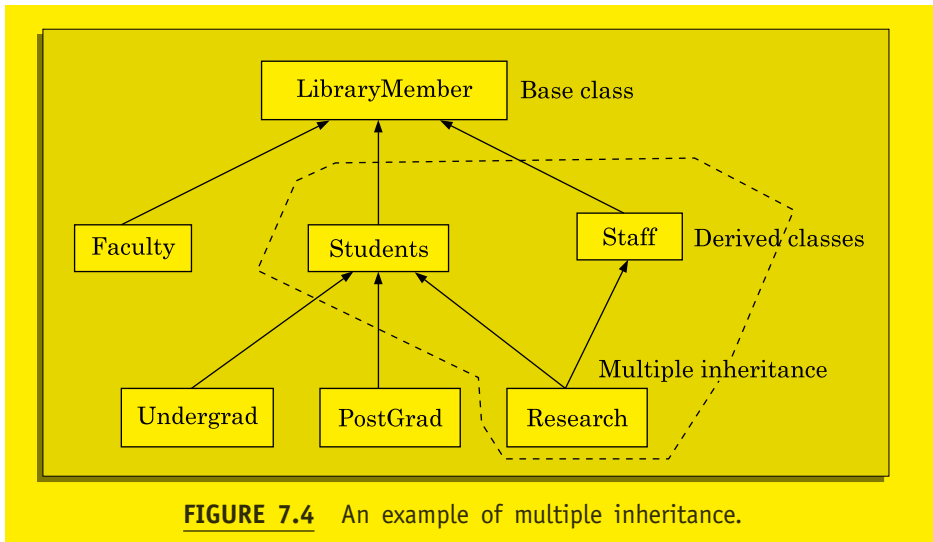 LibraryMember Base class
Faculty Students Staff Derived classes
Multiple inheritance
Undergrad PostGrad Research
FIGURE 7.4 An example of multiple inheritance.